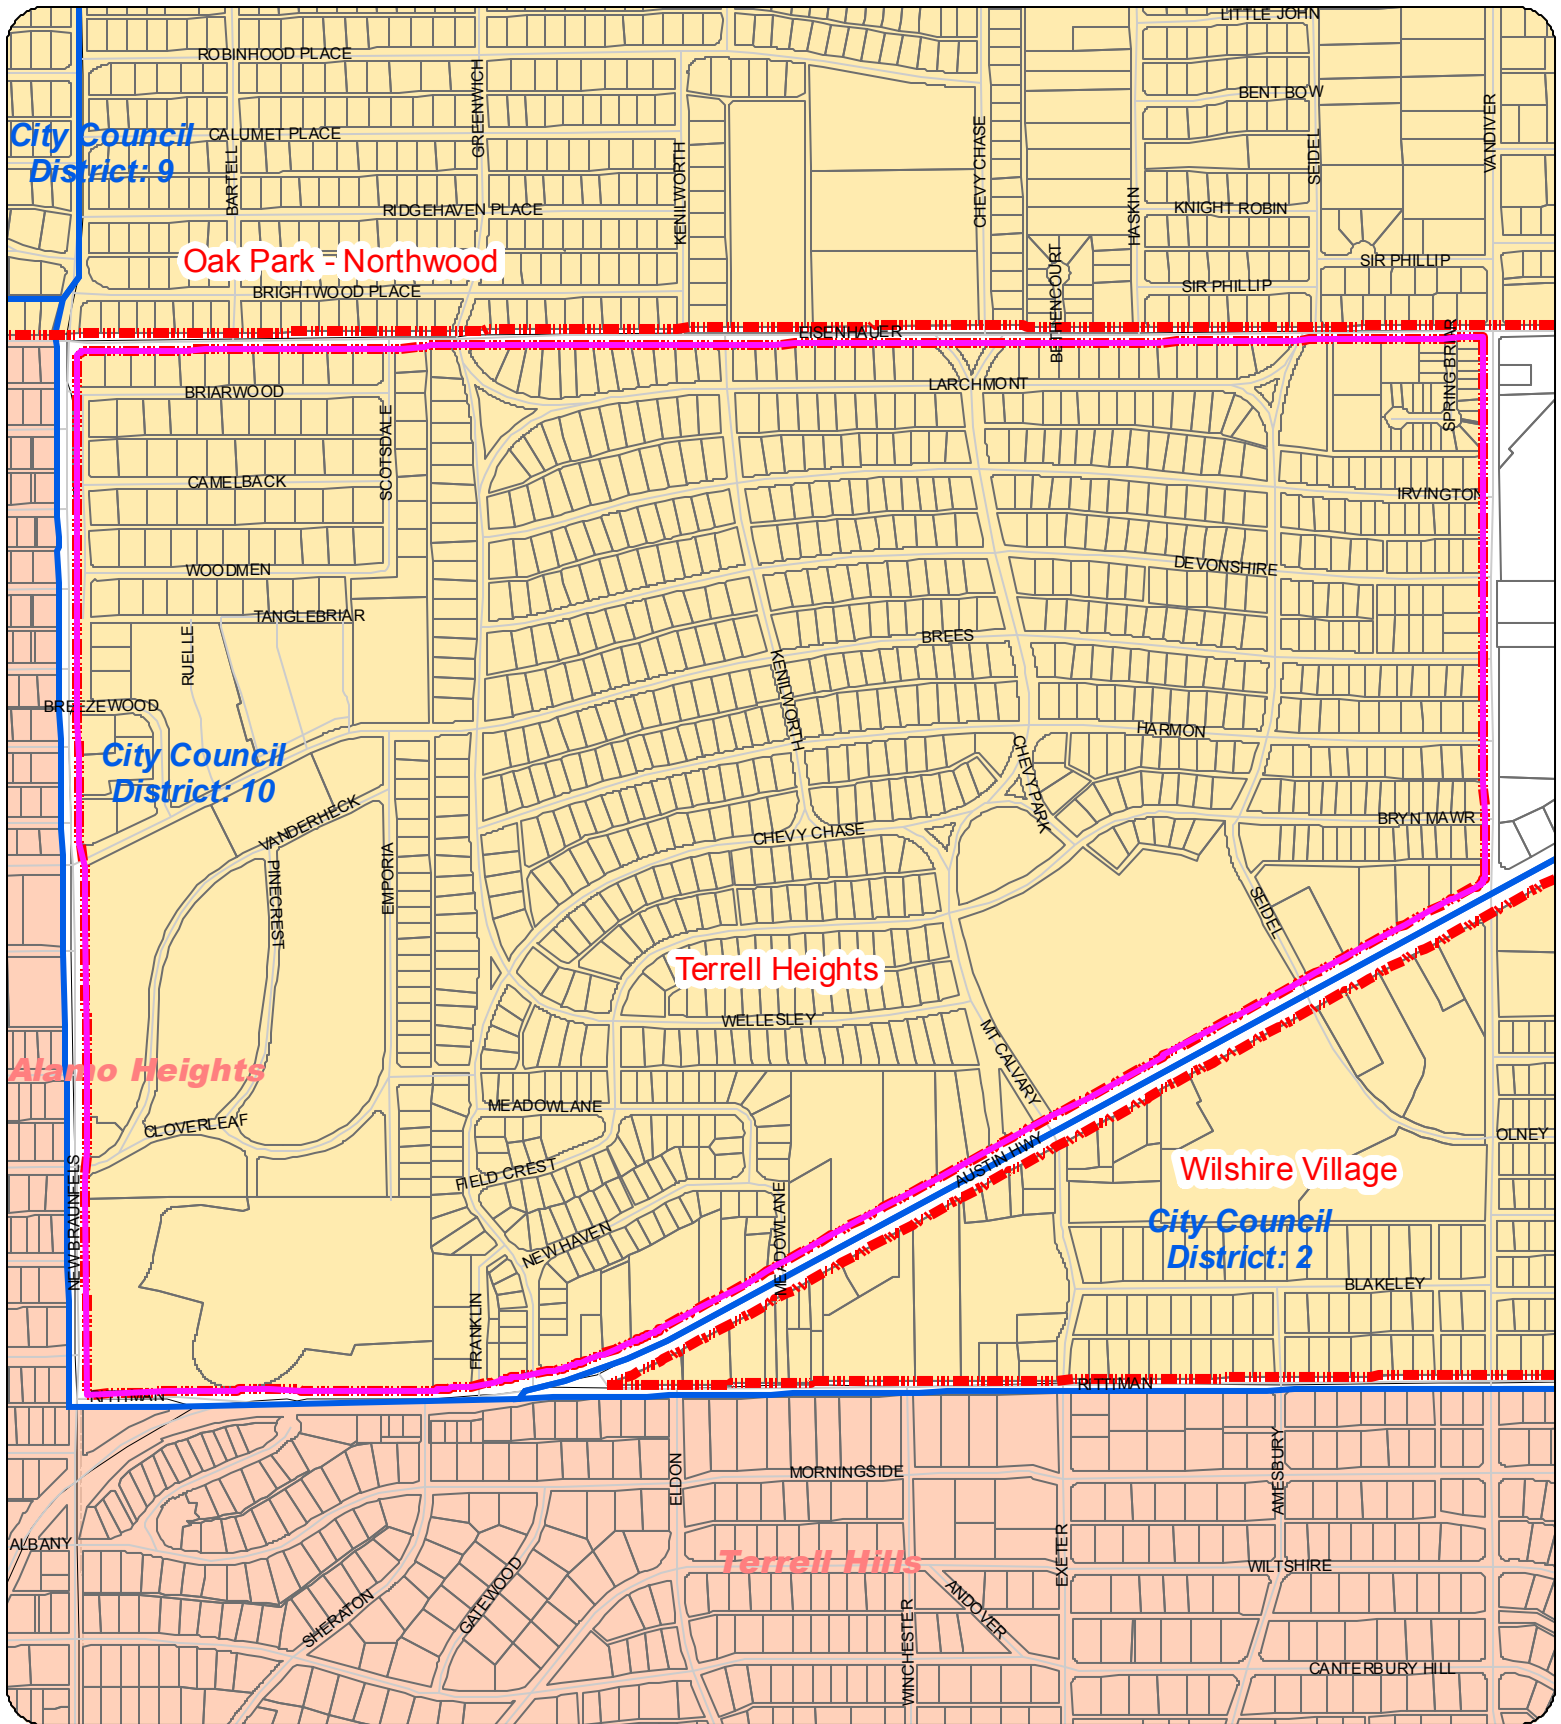 LITTLE JOHN
ROBINHOOD PLACE
GREENWICH
BENT BOW
VANDIVER
City Council
District: 9
CALUMET PLACE
BARTELL
KENILWORTH
CHEVY CHASE
SEIDEL
HASKIN
RIDGEHAVEN PLACE
KNIGHT ROBIN
Oak Park - Northwood
BETHENCOURT
SIR PHILLIP
BRIGHTWOOD PLACE
SIR PHILLIP
EISENHAUER
SPRING BRIAR
BRIARWOOD
LARCHMONT
SCOTSDALE
CAMELBACK
IRVINGTON
WOODMEN
DEVONSHIRE
TANGLEBRIAR
RUELLE
BREES
KENILWORTH
BREEZEWOOD
HARMON
City Council
District: 10
CHEVY PARK
VANDERHECK
CHEVY CHASE
BRYN MAWR
PINECREST
EMPORIA
SEIDEL
Terrell Heights
WELLESLEY
MT CALVARY
Alamo Heights
MEADOWLANE
CLOVERLEAF
OLNEY
AUSTIN HWY
FIELD CREST
Wilshire Village
NEW BRAUNFELS
MEADOWLANE
City Council
District: 2
NEW HAVEN
BLAKELEY
FRANKLIN
RITTIMAN
RITTIMAN
ELDON
MORNINGSIDE
AMESBURY
ALBANY
EXETER
Terrell Hills
WILTSHIRE
SHERATON
GATEWOOD
ANDOVER
WINCHESTER
CANTERBURY HILL